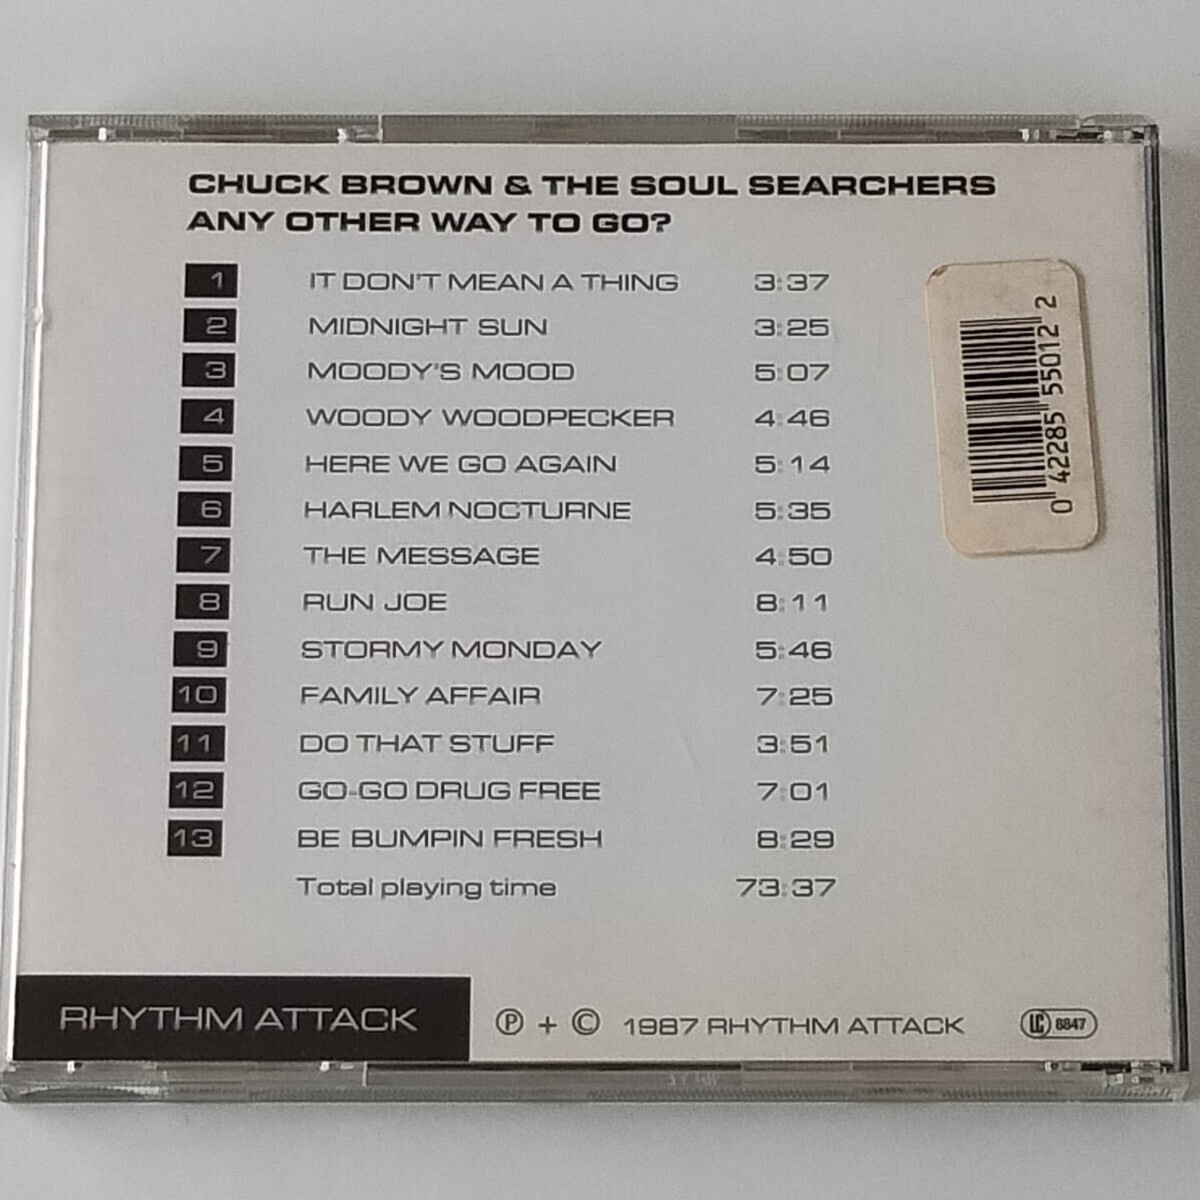 CHUCK BROWN & THE SOUL SEARCHERS
ANY OTHER WAY TO GO?
1 IT DON'T MEAN A THING 3:37
2 MIDNIGHT SUN 3:25
3 MOODY'S MOOD 5:07
4 WOODY WOODPECKER 4:46
5 HERE WE GO AGAIN 5:14
6 HARLEM NOCTURNE 5:35
7 THE MESSAGE 4:50
8 RUN JOE 8:11
9 STORMY MONDAY 5:46
10 FAMILY AFFAIR 7:25
11 DO THAT STUFF 3:51
12 GO-GO DRUG FREE 7:01
13 BE BUMPIN FRESH 8:29
Total playing time 73:37
0 42285 55012 2
RHYTHM ATTACK
℗ + © 1987 RHYTHM ATTACK
LC 8847